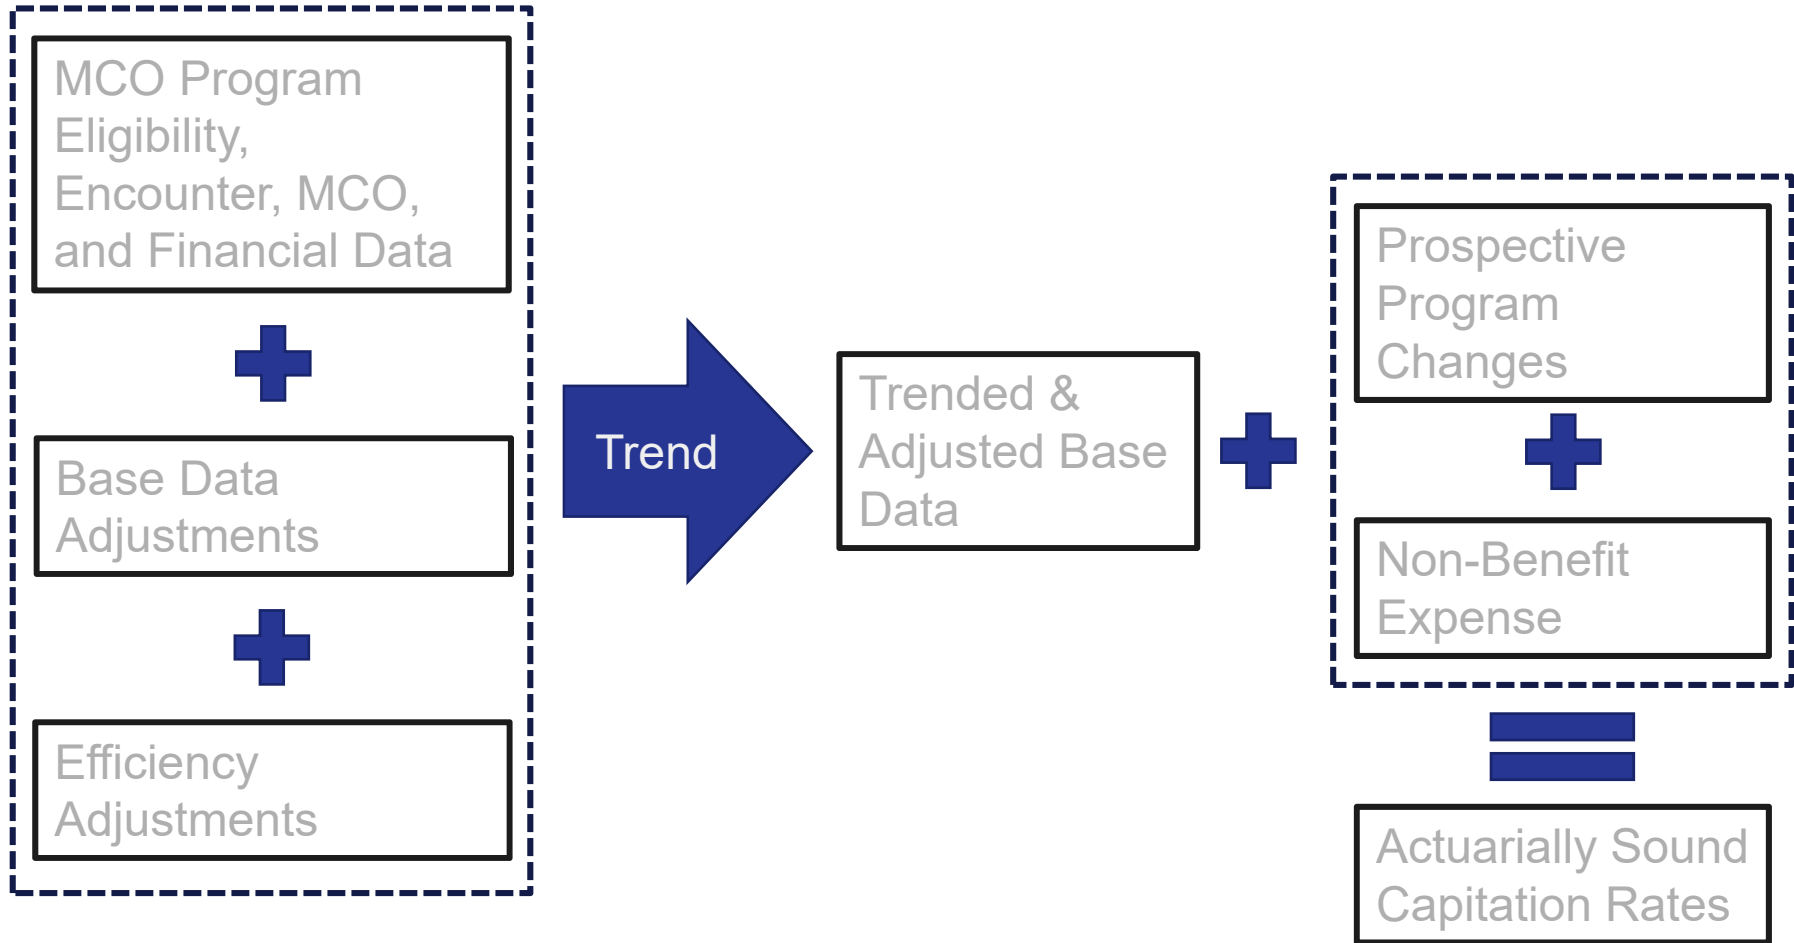 MCO Program
Eligibility,
Encounter, MCO,
and Financial Data
Base Data
Adjustments
Efficiency
Adjustments
Trend
Trended &
Adjusted Base
Data
Prospective
Program
Changes
Non-Benefit
Expense
Actuarially Sound
Capitation Rates